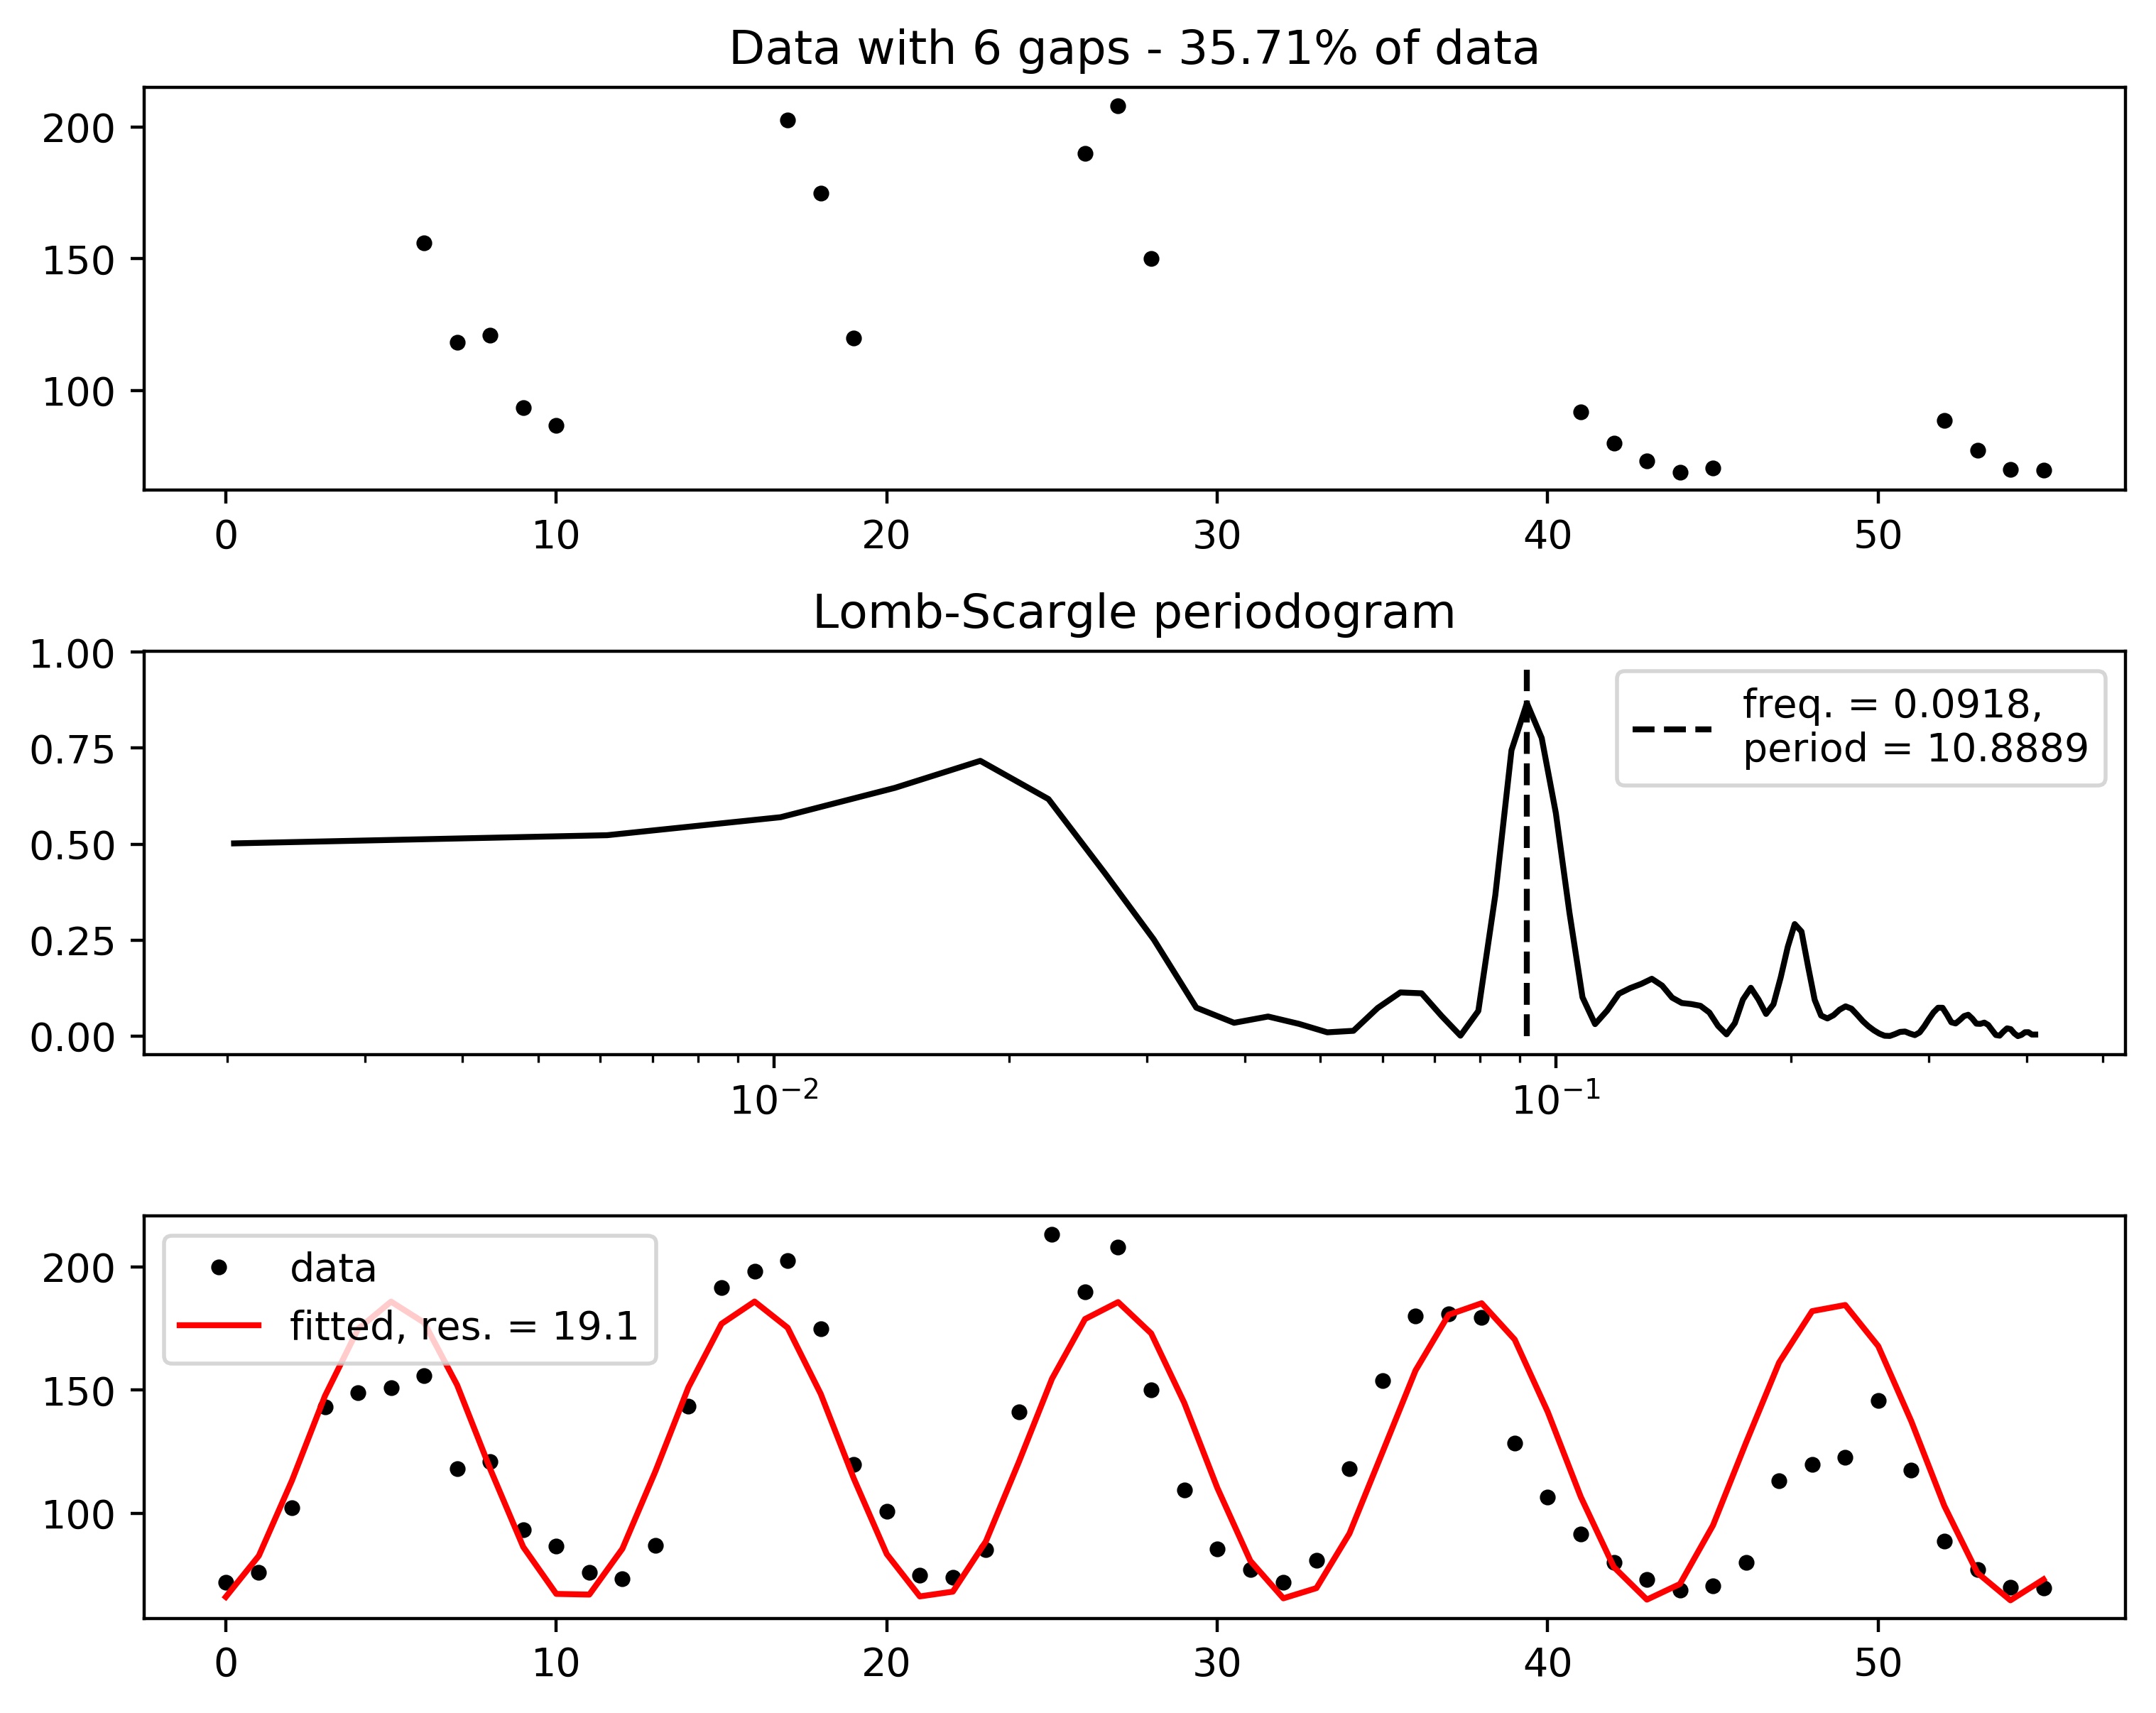 Data with 6 gaps - 35.71% of data
200
150
100
0 10 20 30 40 50
Lomb-Scargle periodogram
1.00
0.75
0.50
0.25
0.00
freq. = 0.0918,
period = 10.8889
10⁻² 10⁻¹
200
150
100
data
fitted, res. = 19.1
0 10 20 30 40 50